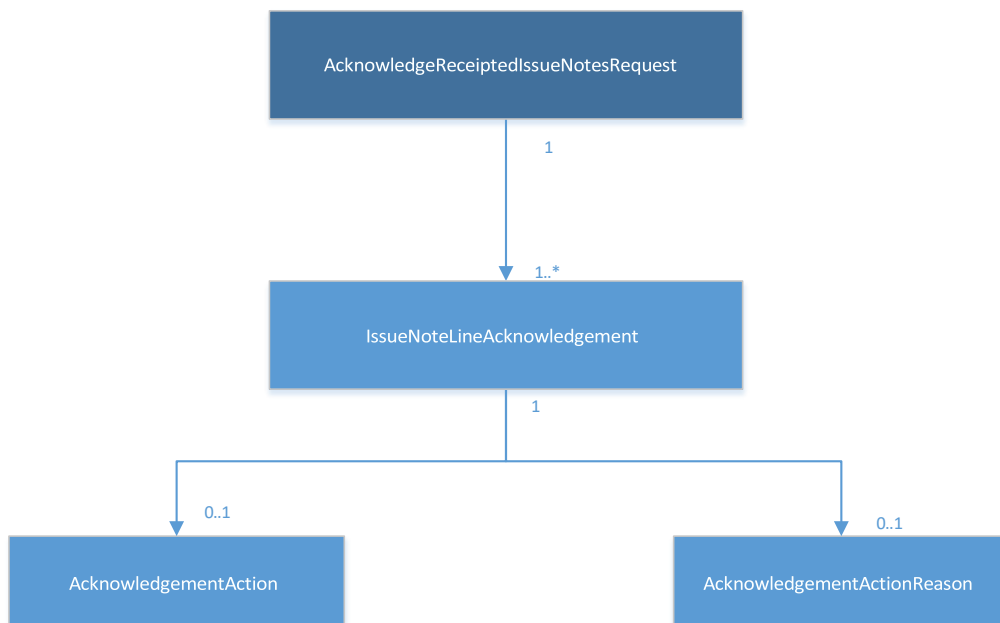 AcknowledgeReceiptedIssueNotesRequest
1
1..*
IssueNoteLineAcknowledgement
1
0..1
0..1
AcknowledgementAction
AcknowledgementActionReason